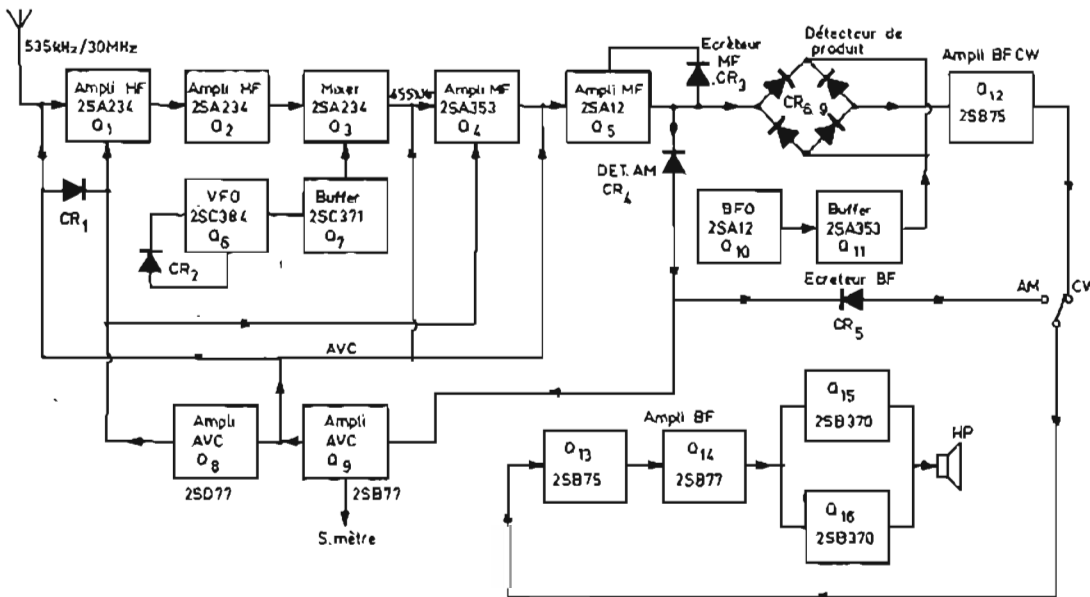 535kHz/30MHz
Ampli HF
2SA234
Q1
Ampli HF
2SA234
Q2
Mixer
2SA234
Q3
455kHz
Ampli MF
2SA353
Q4
Ampli MF
2SA12
Q5
Ecrêteur
MF
CR3
Détecteur de
produit
CR6.9
Ampli BF CW
Q12
2SB75
CR1
VFO
2SC384
Q6
CR2
Buffer
2SC371
Q7
DET. AM
CR4
BFO
2SA12
Q10
Buffer
2SA353
Q11
Ecreteur BF
CR5
AM
CW
AVC
Ampli
AVC
Q8
2SD77
Ampli
AVC
Q9
2SB77
S.mètre
Ampli BF
Q13
2SB75
Q14
2SB77
Q15
2SB370
Q16
2SB370
HP